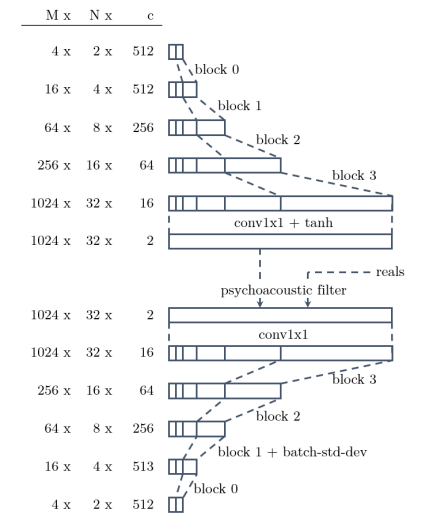 M x N x c
4 x 2 x 512
block 0
16 x 4 x 512
block 1
64 x 8 x 256
block 2
256 x 16 x 64
block 3
1024 x 32 x 16
conv1x1 + tanh
1024 x 32 x 2
reals
psychoacoustic filter
1024 x 32 x 2
conv1x1
1024 x 32 x 16
block 3
256 x 16 x 64
block 2
64 x 8 x 256
block 1 + batch-std-dev
16 x 4 x 513
block 0
4 x 2 x 512